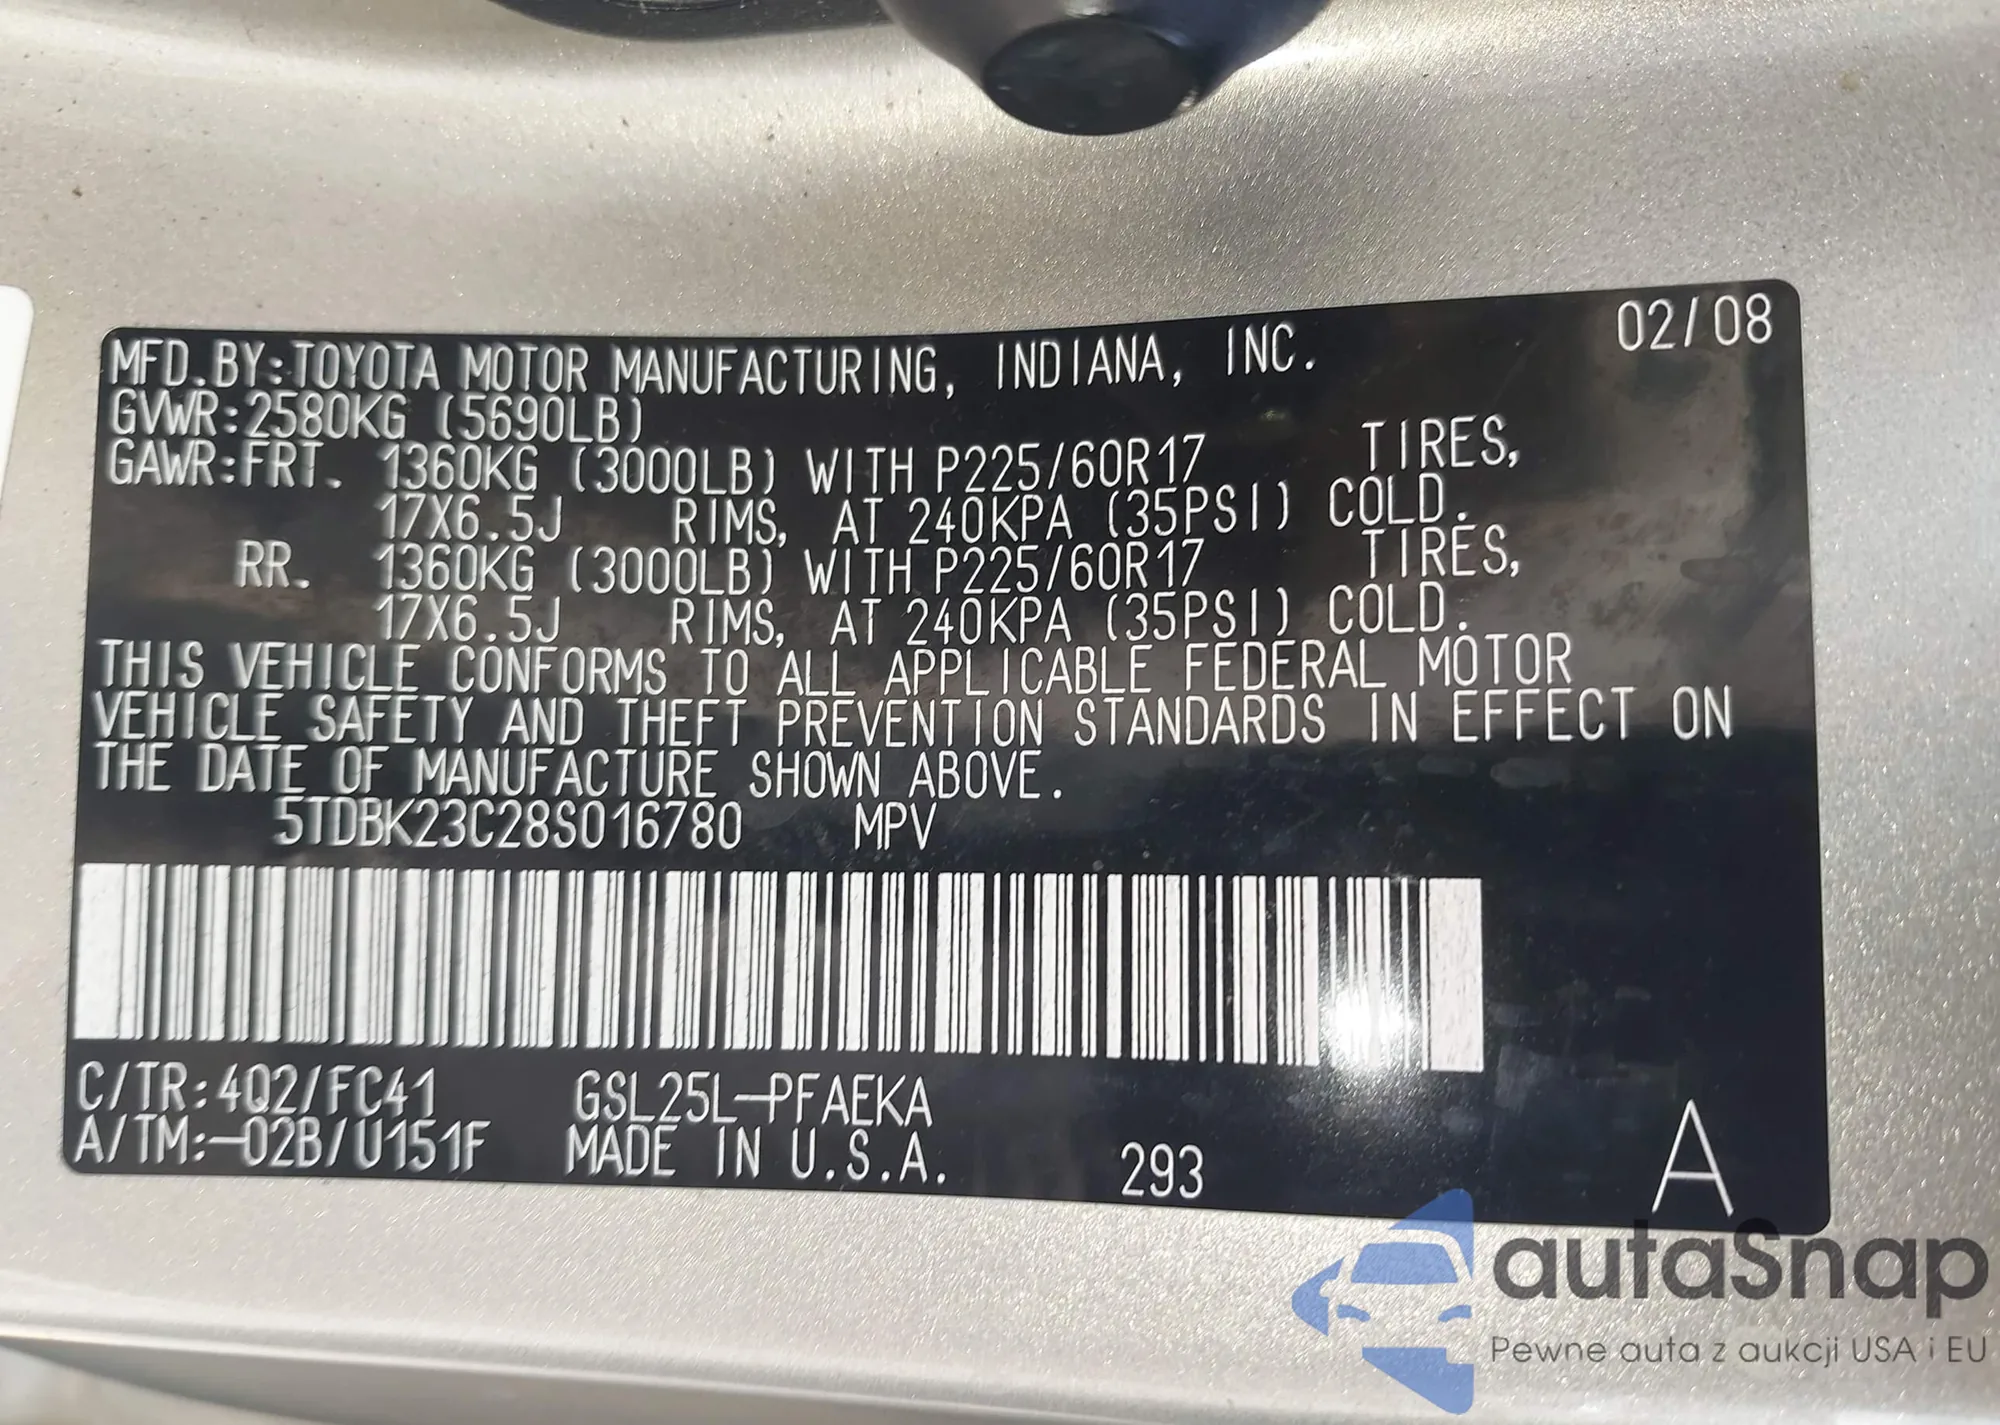 02/08
MFD.BY:TOYOTA MOTOR MANUFACTURING, INDIANA, INC.
GVWR:2580KG (5690LB)
GAWR:FRT. 1360KG (3000LB) WITH P225/60R17 TIRES,
17X6.5J RIMS, AT 240KPA (35PSI) COLD.
RR. 1360KG (3000LB) WITH P225/60R17 TIRES,
17X6.5J RIMS, AT 240KPA (35PSI) COLD.
THIS VEHICLE CONFORMS TO ALL APPLICABLE FEDERAL MOTOR
VEHICLE SAFETY AND THEFT PREVENTION STANDARDS IN EFFECT ON
THE DATE OF MANUFACTURE SHOWN ABOVE.
5TDBK23C28S016780 MPV
C/TR:4Q2/FC41 GSL25L-PFAEKA
A/TM:-02B/U151F MADE IN U.S.A. 293 A
autaSnap
Pewne auta z aukcji USA i EU